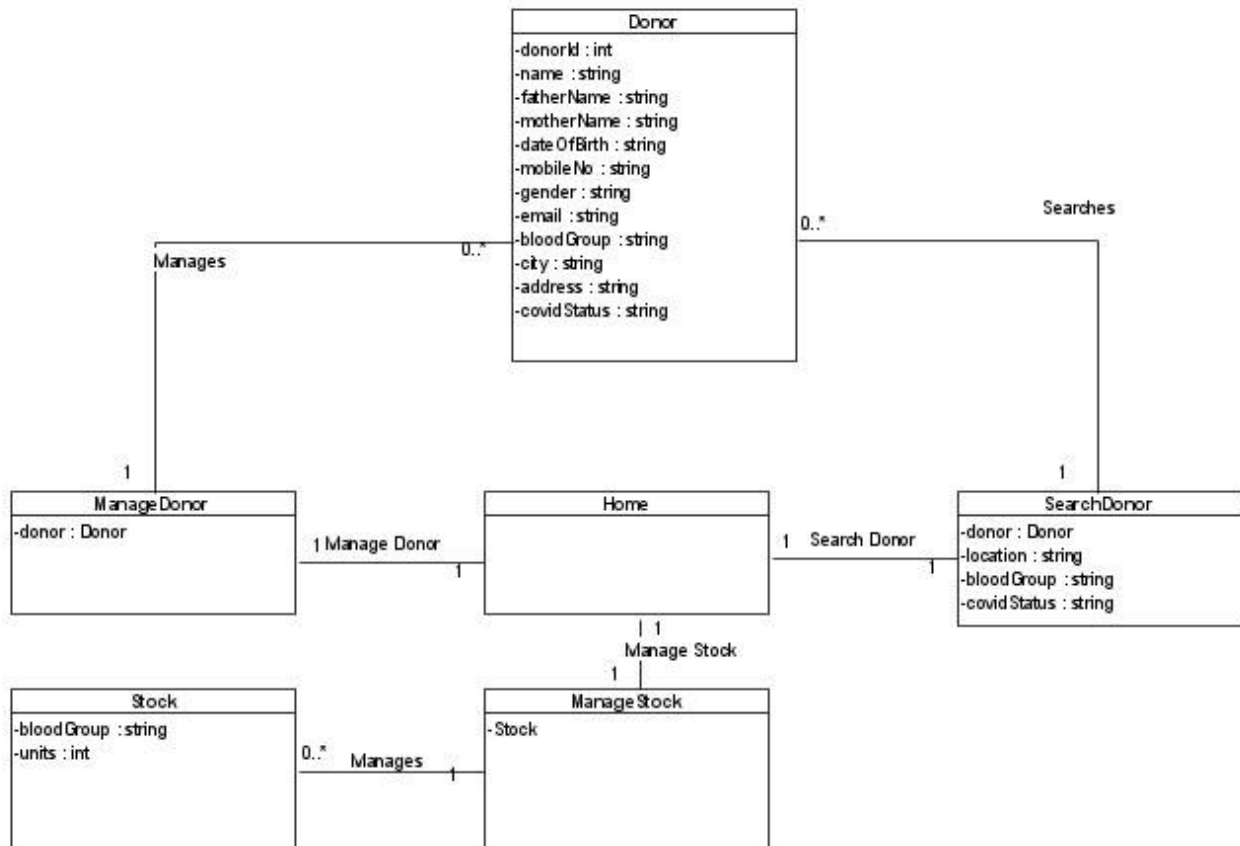 Donor
-donorId : int
-name : string
-fatherName : string
-motherName : string
-dateOfBirth : string
-mobileNo : string
-gender : string
-email : string
-bloodGroup : string
-city : string
-address : string
-covidStatus : string
Searches
0..*
0..*
Manages
1
1
ManageDonor
-donor : Donor
Home
SearchDonor
-donor : Donor
-location : string
-bloodGroup : string
-covidStatus : string
1 Manage Donor
1
1
Search Donor
1
1
Manage Stock
1
Stock
-bloodGroup : string
-units : int
ManageStock
-Stock
0..*
Manages
1